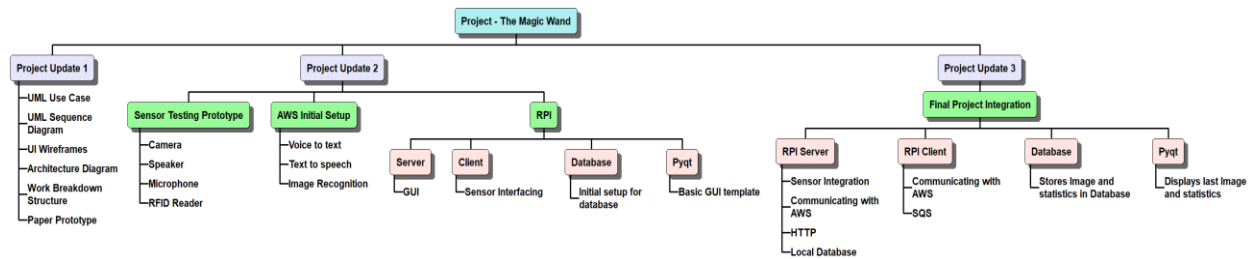 Project - The Magic Wand
Project Update 1
Project Update 2
Project Update 3
UML Use Case
UML Sequence
Diagram
UI Wireframes
Architecture Diagram
Work Breakdown
Structure
Paper Prototype
Sensor Testing Prototype
Camera
Speaker
Microphone
RFID Reader
AWS Initial Setup
Voice to text
Text to speech
Image Recognition
RPI
Server
GUI
Client
Sensor Interfacing
Database
Initial setup for
database
Pyqt
Basic GUI template
Final Project Integration
RPI Server
Sensor Integration
Communicating with
AWS
HTTP
Local Database
RPI Client
Communicating with
AWS
SQS
Database
Stores Image and
statistics in Database
Pyqt
Displays last Image
and statistics